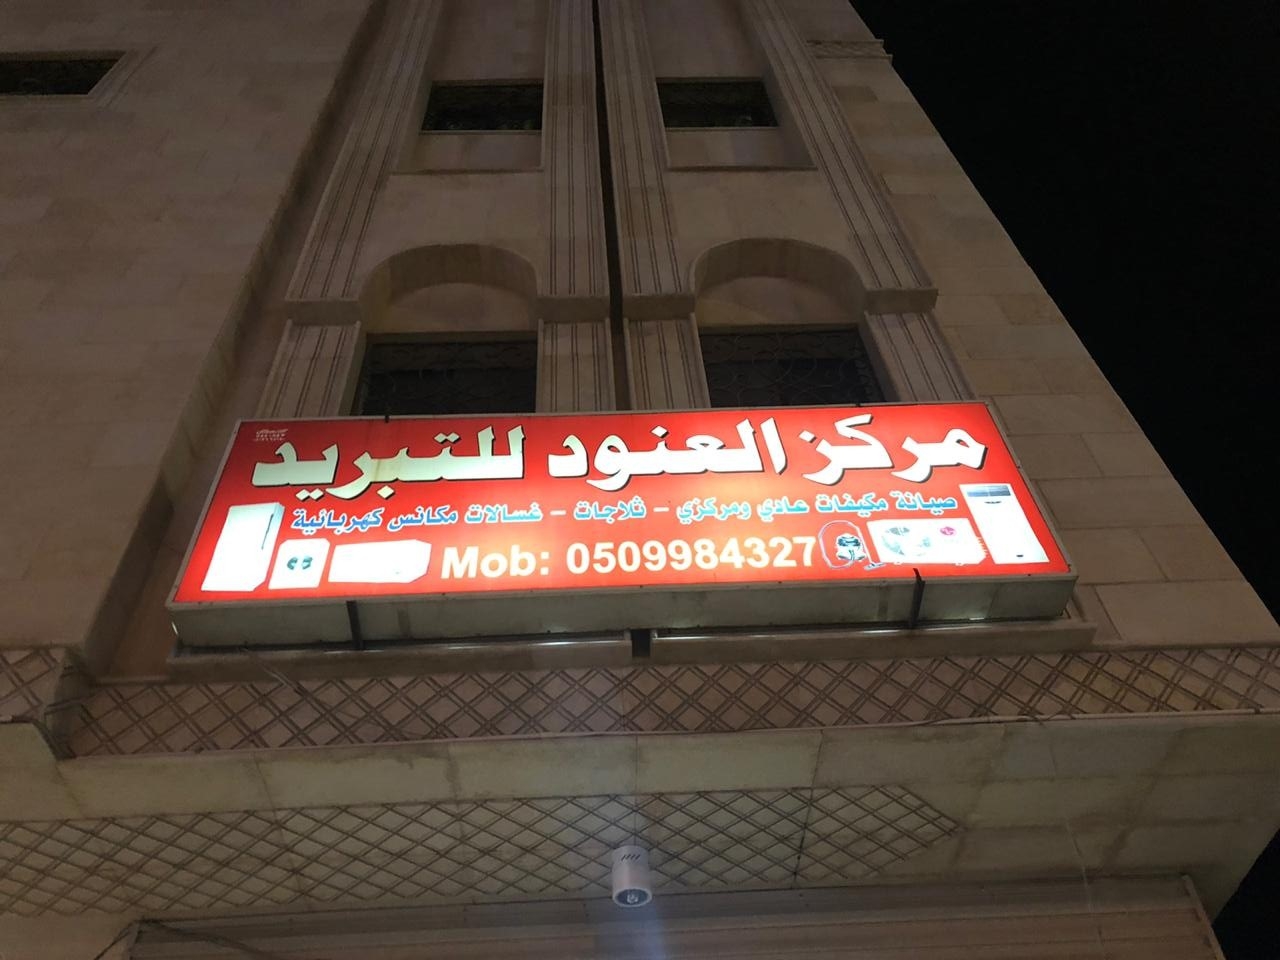 مركز العنود للتبريد
صيانة مكيفات عادي ومركزي - ثلاجات - غسالات مكانس كهربائية
Mob: 0509984327